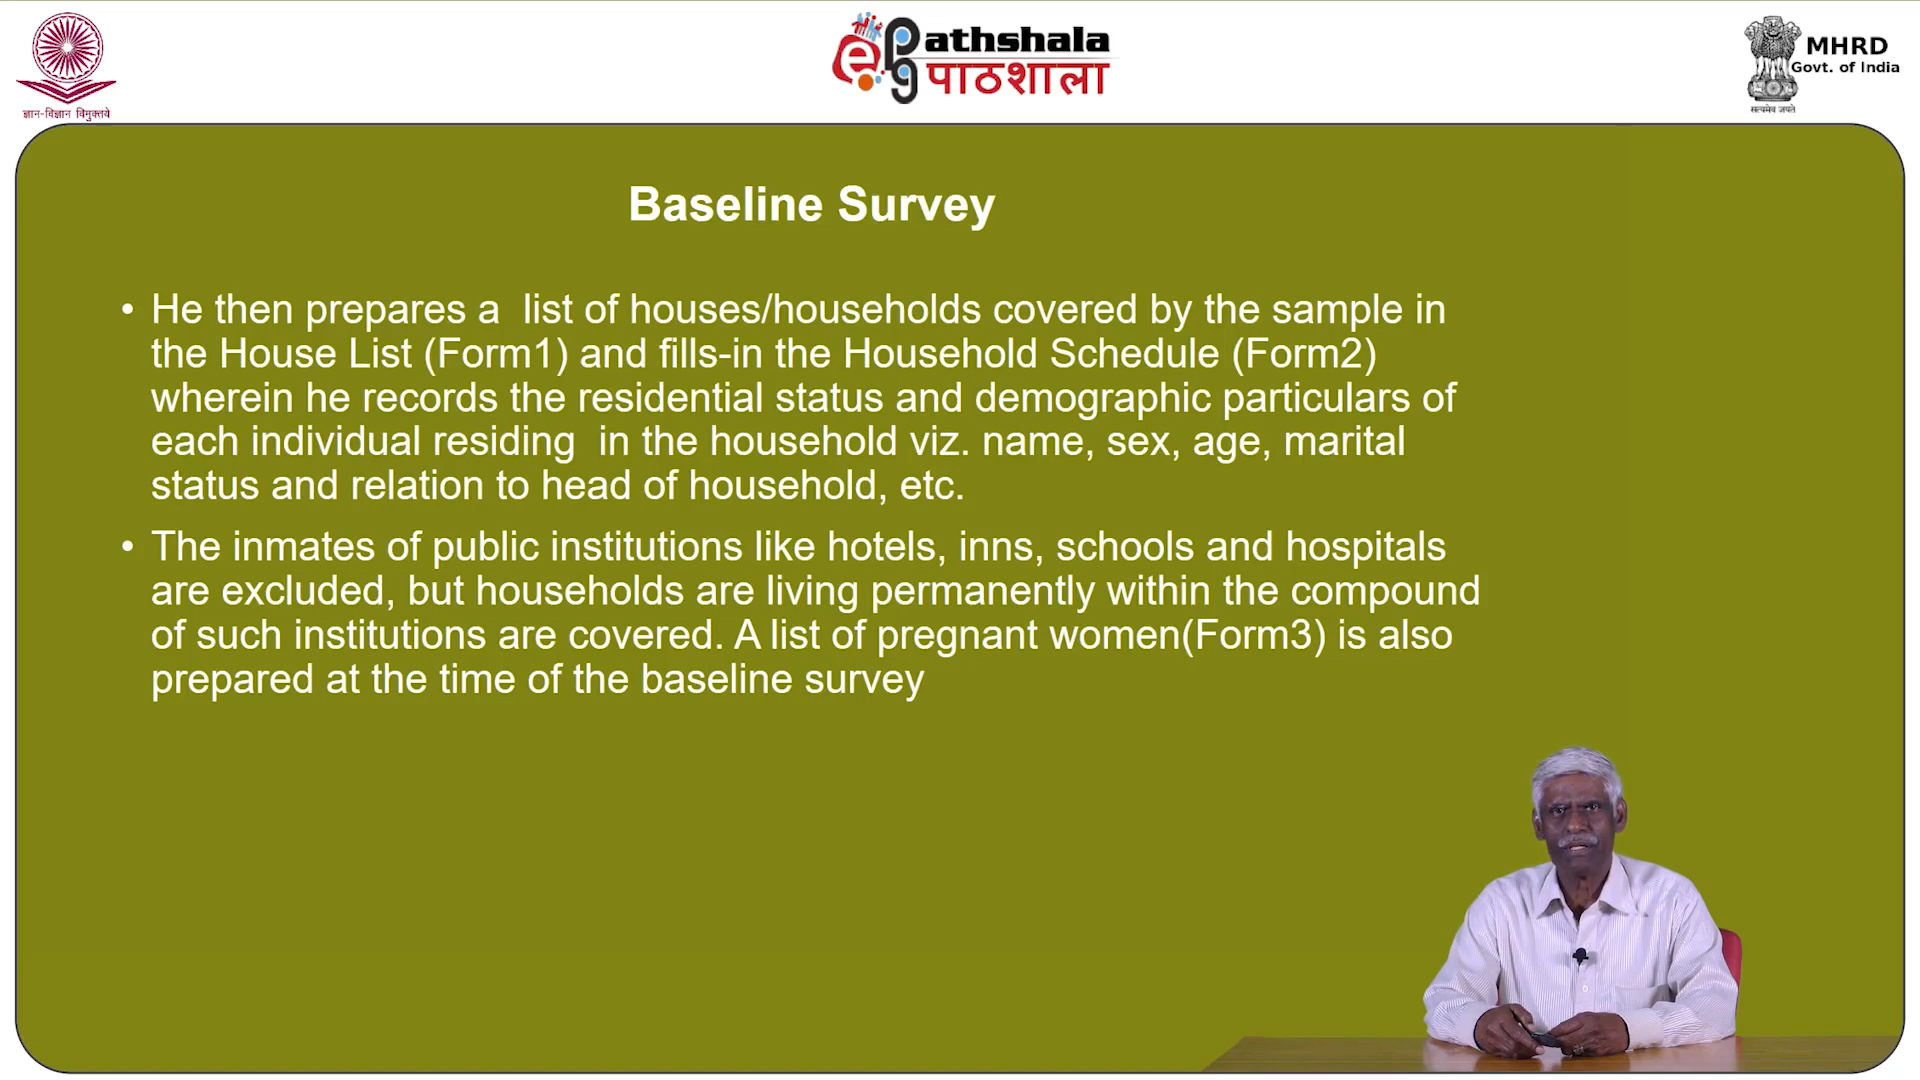 ज्ञान-विज्ञान विमुक्तये
ePgathshala
पाठशाला
MHRD
Govt. of India
सत्यमेव जयते
Baseline Survey
• He then prepares a list of houses/households covered by the sample in
the House List (Form1) and fills-in the Household Schedule (Form2)
wherein he records the residential status and demographic particulars of
each individual residing in the household viz. name, sex, age, marital
status and relation to head of household, etc.
• The inmates of public institutions like hotels, inns, schools and hospitals
are excluded, but households are living permanently within the compound
of such institutions are covered. A list of pregnant women(Form3) is also
prepared at the time of the baseline survey